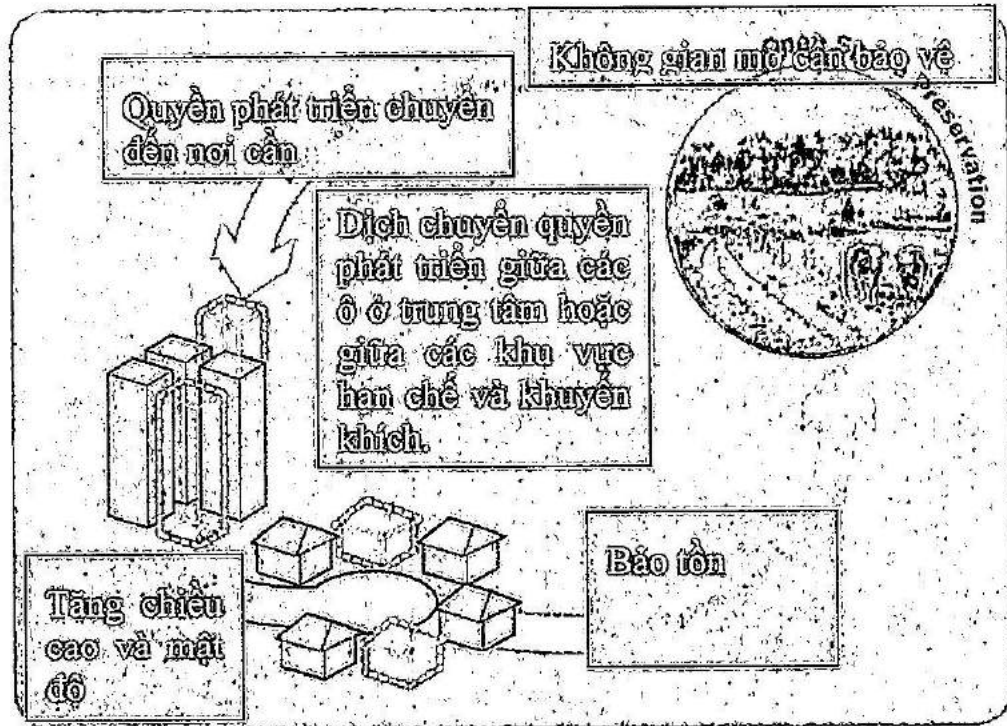 Không gian mở cần bảo vệ
Quyền phát triển chuyển
đến nơi cần
Preservation
Dịch chuyển quyền
phát triển giữa các
ô ở trung tâm hoặc
giữa các khu vực
hạn chế và khuyến
khích.
Bảo tồn
Tăng chiều
cao và mật
độ